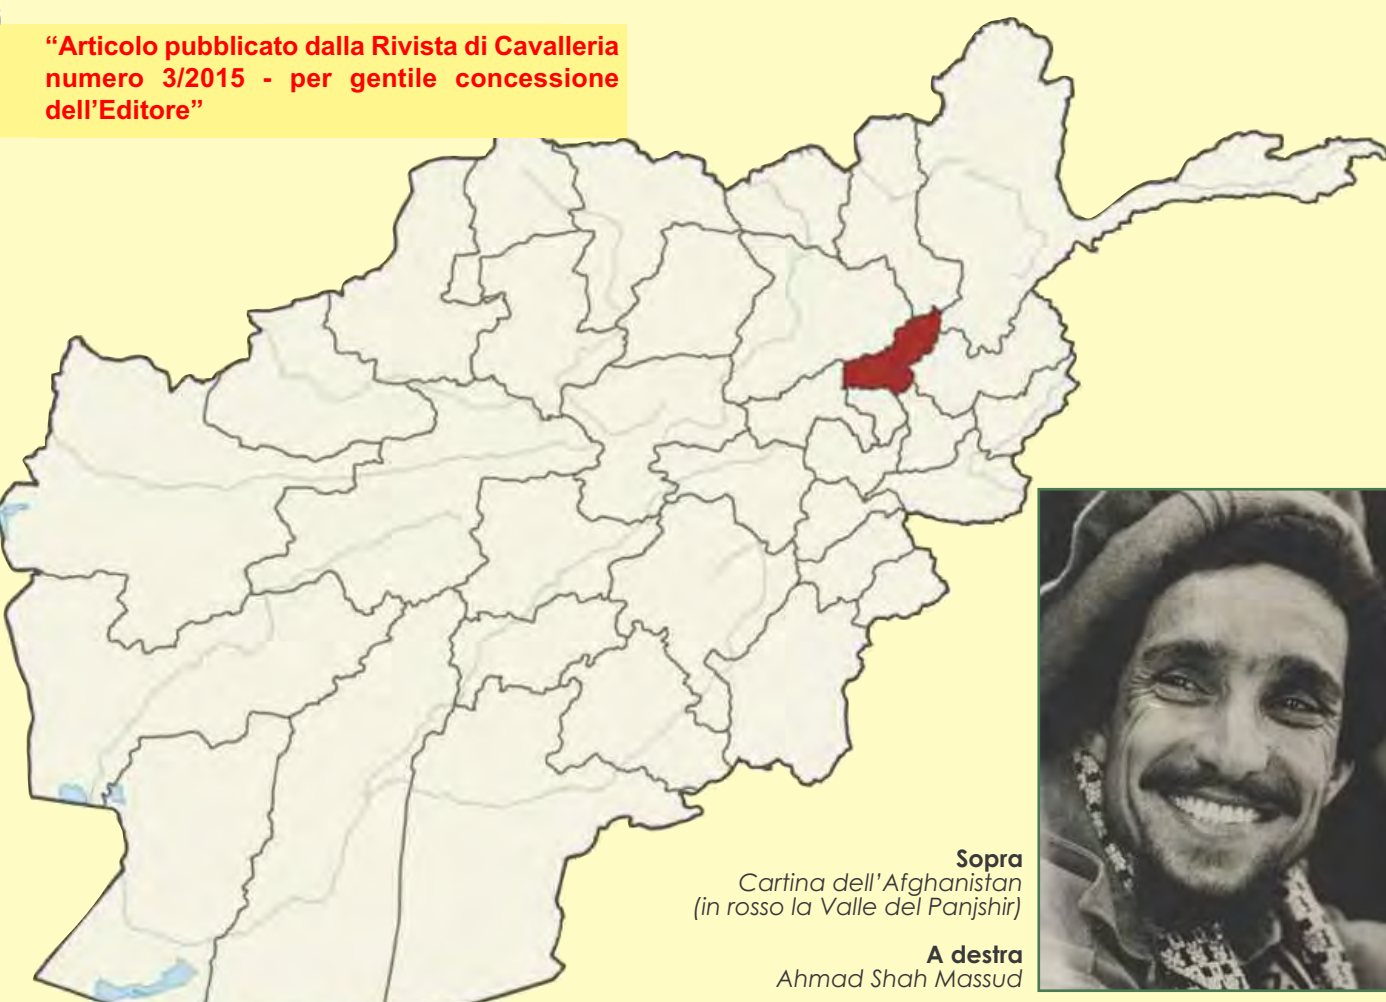 “Articolo pubblicato dalla Rivista di Cavalleria
numero 3/2015 - per gentile concessione
dell’Editore”
Sopra
Cartina dell’Afghanistan
(in rosso la Valle del Panjshir)
A destra
Ahmad Shah Massud